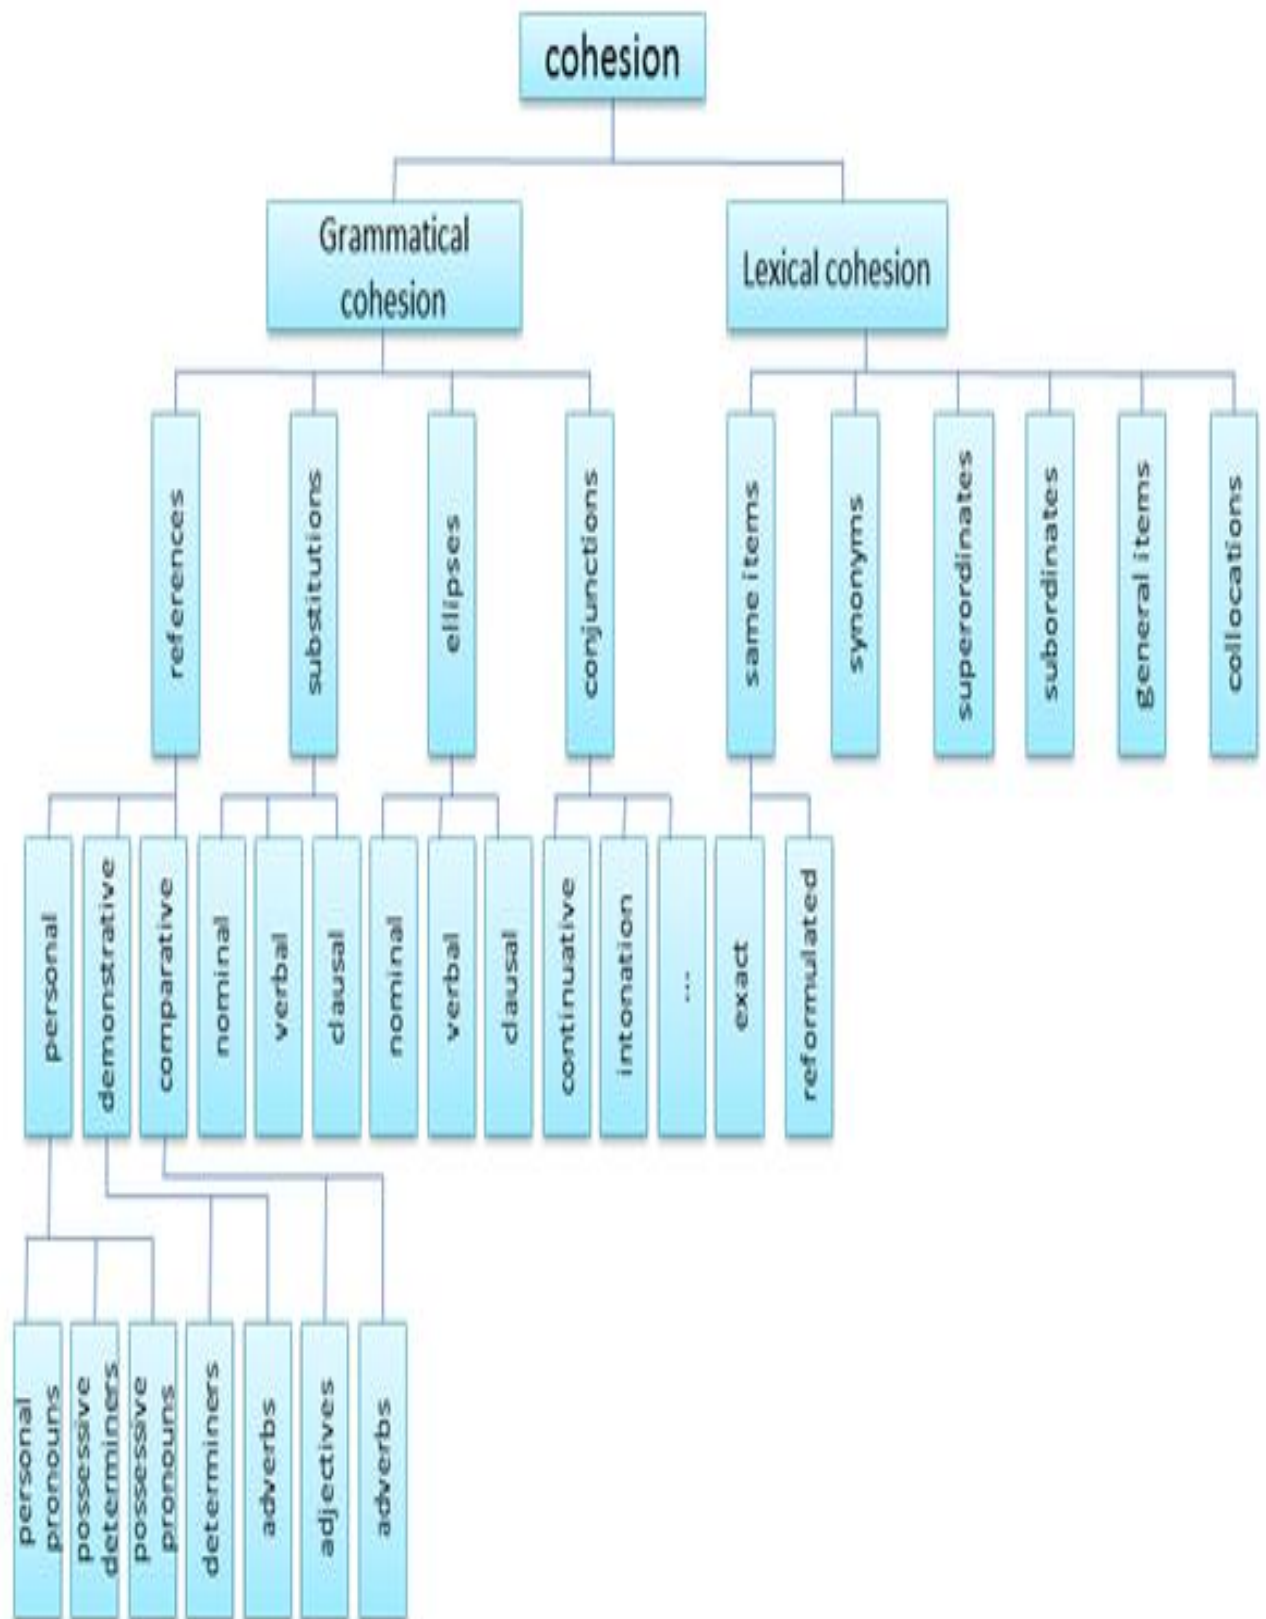 cohesion
Grammatical
cohesion
Lexical cohesion
references
substitutions
ellipses
conjunctions
same items
synonyms
superordinates
subordinates
general items
collocations
personal
demonstrative
comparative
nominal
verbal
clausal
nominal
verbal
clausal
continuative
intonation
...
exact
reformulated
personal
pronouns
possessive
determiners
possessive
pronouns
determiners
adverbs
adjectives
adverbs